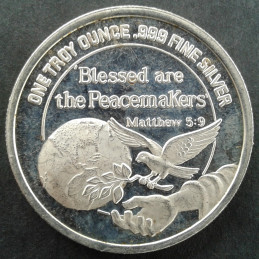 ONE TROY OUNCE .999 FINE SILVER
"Blessed are
the Peacemakers"
Matthew 5:9